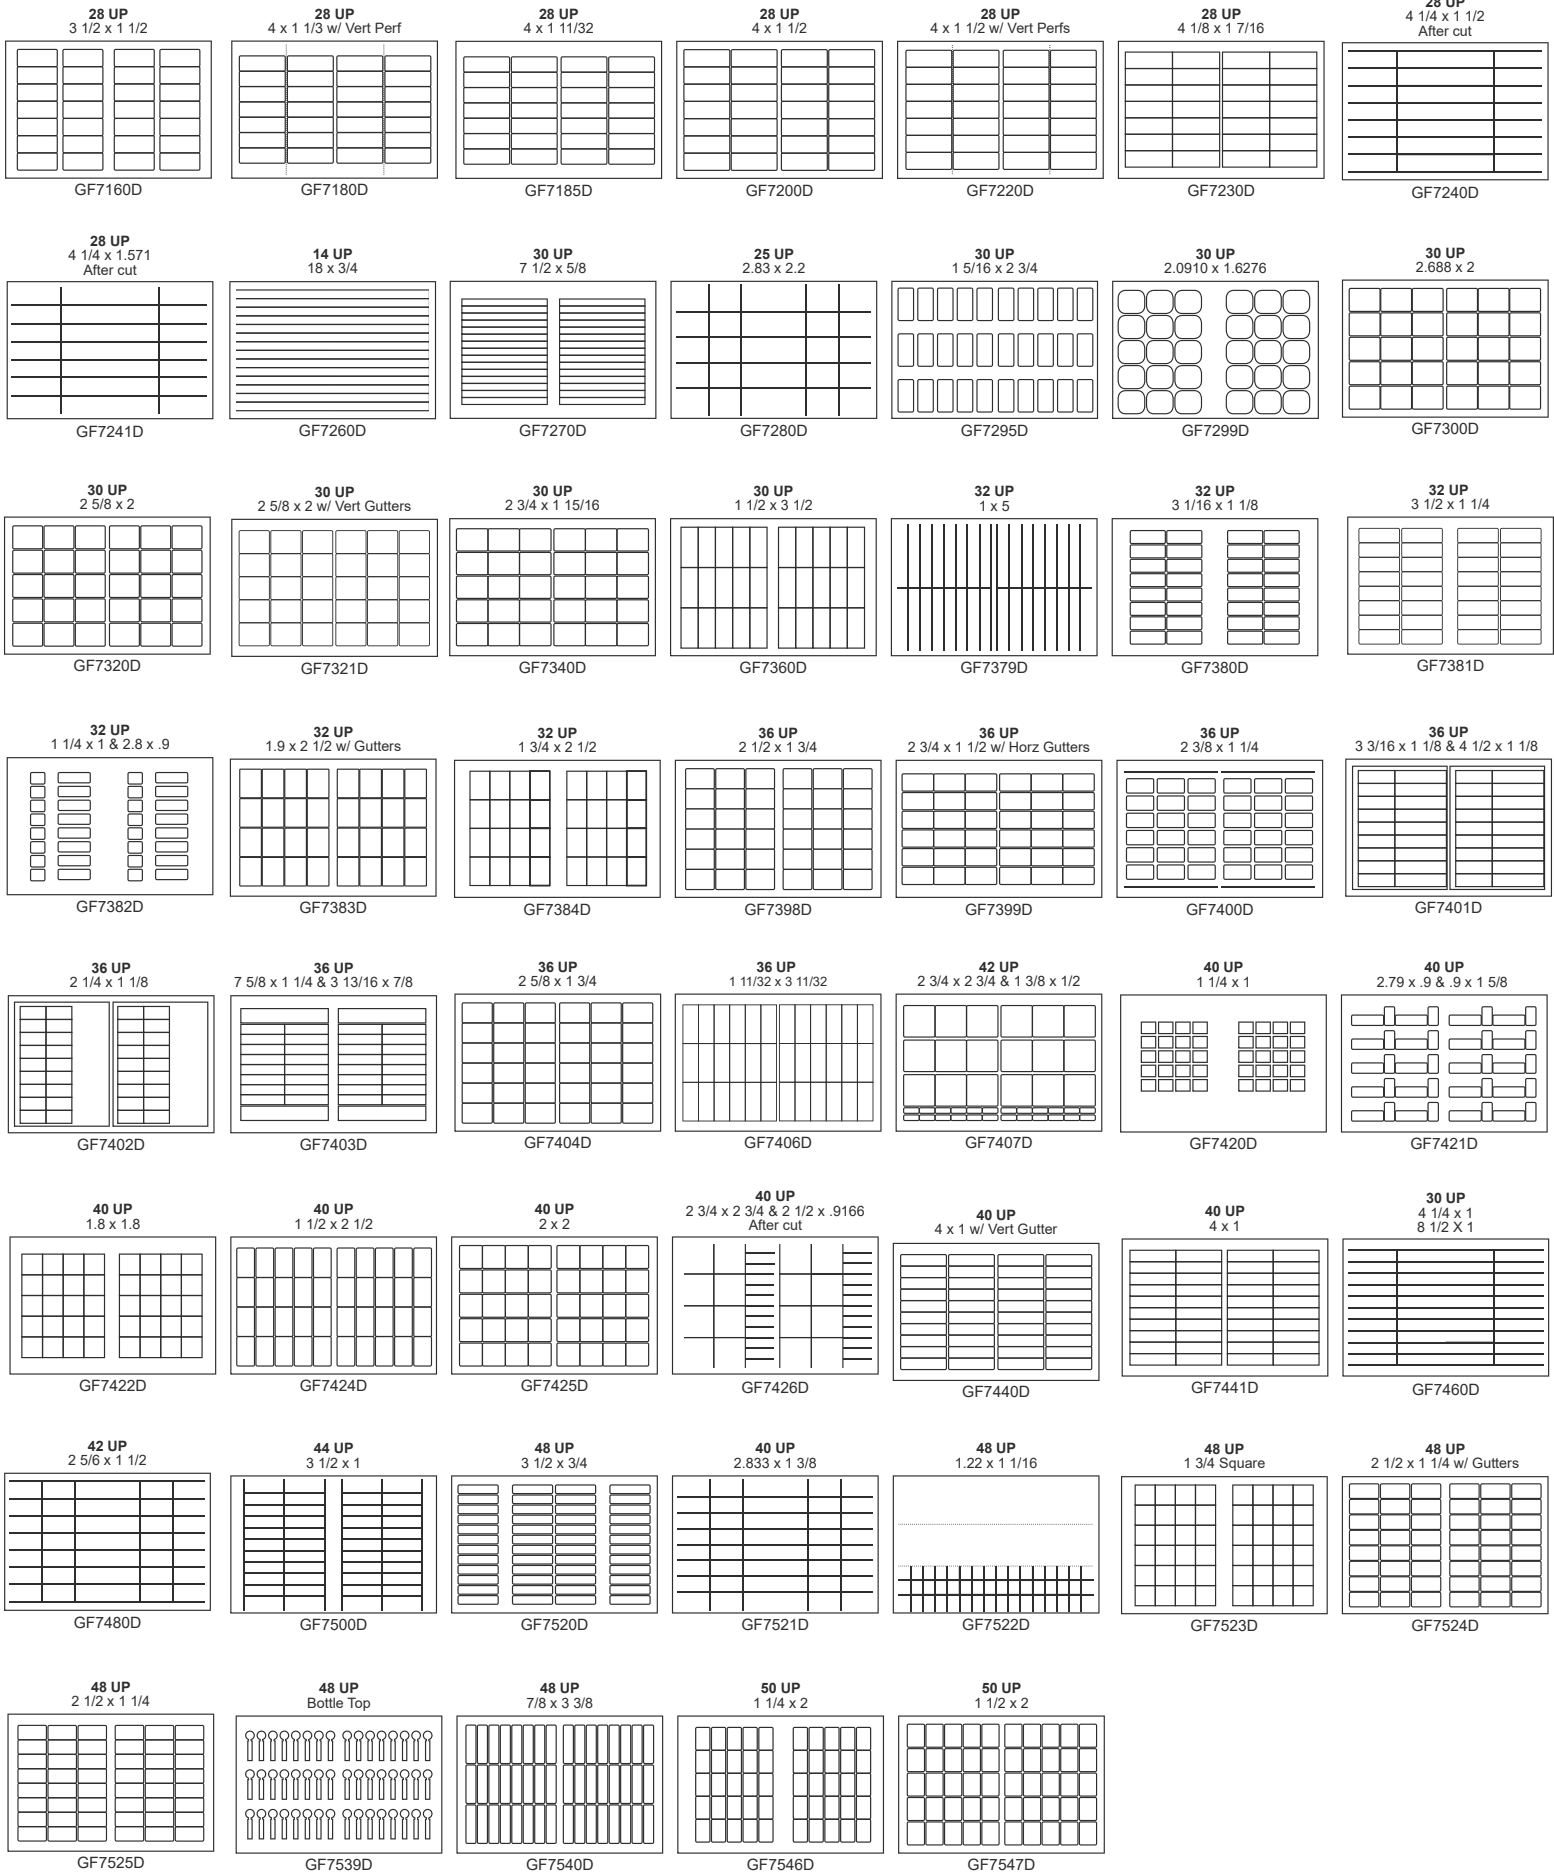 28 UP
3 1/2 x 1 1/2
GF7160D
28 UP
4 x 1 1/3 w/ Vert Perf
GF7180D
28 UP
4 x 1 11/32
GF7185D
28 UP
4 x 1 1/2
GF7200D
28 UP
4 x 1 1/2 w/ Vert Perfs
GF7220D
28 UP
4 1/8 x 1 7/16
GF7230D
28 UP
4 1/4 x 1 1/2
After cut
GF7240D
28 UP
4 1/4 x 1.571
After cut
GF7241D
14 UP
18 x 3/4
GF7260D
30 UP
7 1/2 x 5/8
GF7270D
25 UP
2.83 x 2.2
GF7280D
30 UP
1 5/16 x 2 3/4
GF7295D
30 UP
2.0910 x 1.6276
GF7299D
30 UP
2.688 x 2
GF7300D
30 UP
2 5/8 x 2
GF7320D
30 UP
2 5/8 x 2 w/ Vert Gutters
GF7321D
30 UP
2 3/4 x 1 15/16
GF7340D
30 UP
1 1/2 x 3 1/2
GF7360D
32 UP
1 x 5
GF7379D
32 UP
3 1/16 x 1 1/8
GF7380D
32 UP
3 1/2 x 1 1/4
GF7381D
32 UP
1 1/4 x 1 & 2.8 x .9
GF7382D
32 UP
1.9 x 2 1/2 w/ Gutters
GF7383D
32 UP
1 3/4 x 2 1/2
GF7384D
36 UP
2 1/2 x 1 3/4
GF7398D
36 UP
2 3/4 x 1 1/2 w/ Horz Gutters
GF7399D
36 UP
2 3/8 x 1 1/4
GF7400D
36 UP
3 3/16 x 1 1/8 & 4 1/2 x 1 1/8
GF7401D
36 UP
2 1/4 x 1 1/8
GF7402D
36 UP
7 5/8 x 1 1/4 & 3 13/16 x 7/8
GF7403D
36 UP
2 5/8 x 1 3/4
GF7404D
36 UP
1 11/32 x 3 11/32
GF7406D
42 UP
2 3/4 x 2 3/4 & 1 3/8 x 1/2
GF7407D
40 UP
1 1/4 x 1
GF7420D
40 UP
2.79 x .9 & .9 x 1 5/8
GF7421D
40 UP
1.8 x 1.8
GF7422D
40 UP
1 1/2 x 2 1/2
GF7424D
40 UP
2 x 2
GF7425D
40 UP
2 3/4 x 2 3/4 & 2 1/2 x .9166
After cut
GF7426D
40 UP
4 x 1 w/ Vert Gutter
GF7440D
40 UP
4 x 1
GF7441D
30 UP
4 1/4 x 1
8 1/2 X 1
GF7460D
42 UP
2 5/6 x 1 1/2
GF7480D
44 UP
3 1/2 x 1
GF7500D
48 UP
3 1/2 x 3/4
GF7520D
40 UP
2.833 x 1 3/8
GF7521D
48 UP
1.22 x 1 1/16
GF7522D
48 UP
1 3/4 Square
GF7523D
48 UP
2 1/2 x 1 1/4 w/ Gutters
GF7524D
48 UP
2 1/2 x 1 1/4
GF7525D
48 UP
Bottle Top
GF7539D
48 UP
7/8 x 3 3/8
GF7540D
50 UP
1 1/4 x 2
GF7546D
50 UP
1 1/2 x 2
GF7547D